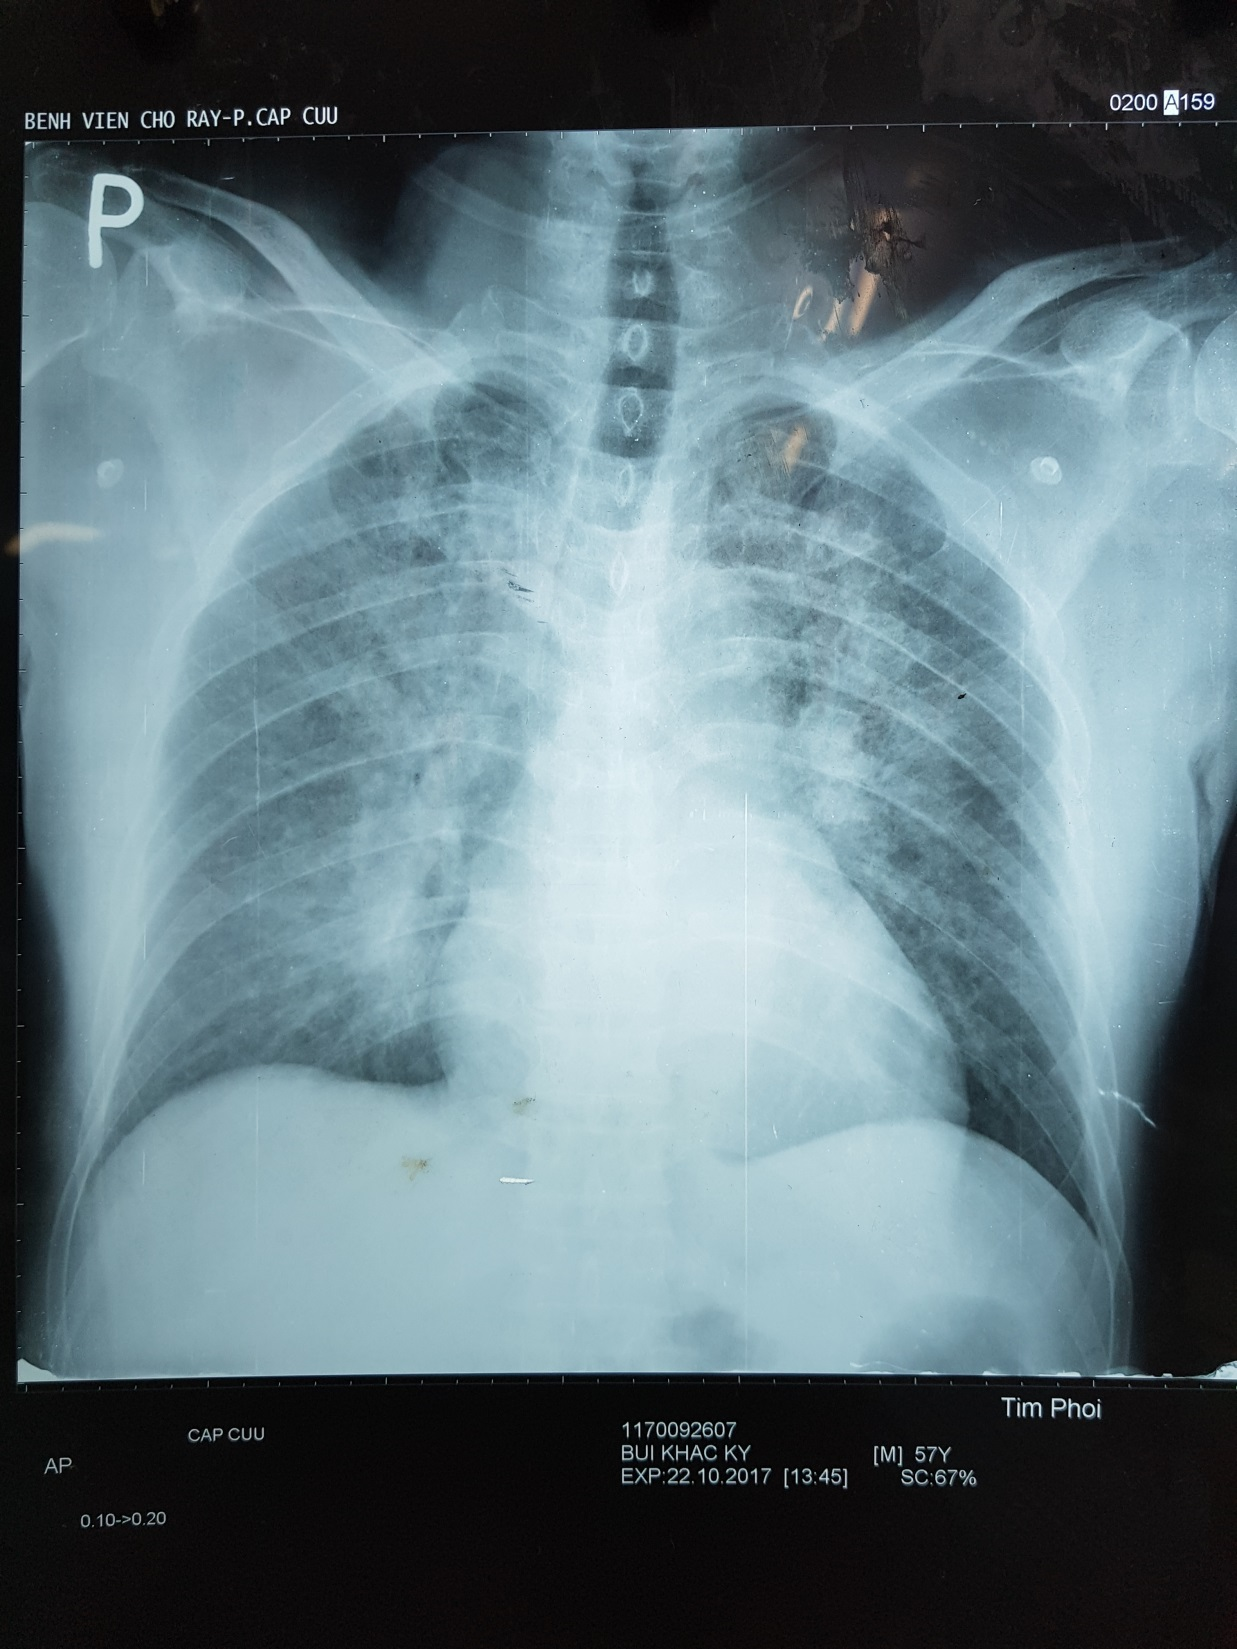 BENH VIEN CHO RAY-P.CAP CUU
0200 A159
P
Tim Phoi
CAP CUU
AP
0.10->0.20
1170092607
BUI KHAC KY [M] 57Y
EXP:22.10.2017 [13:45] SC:67%